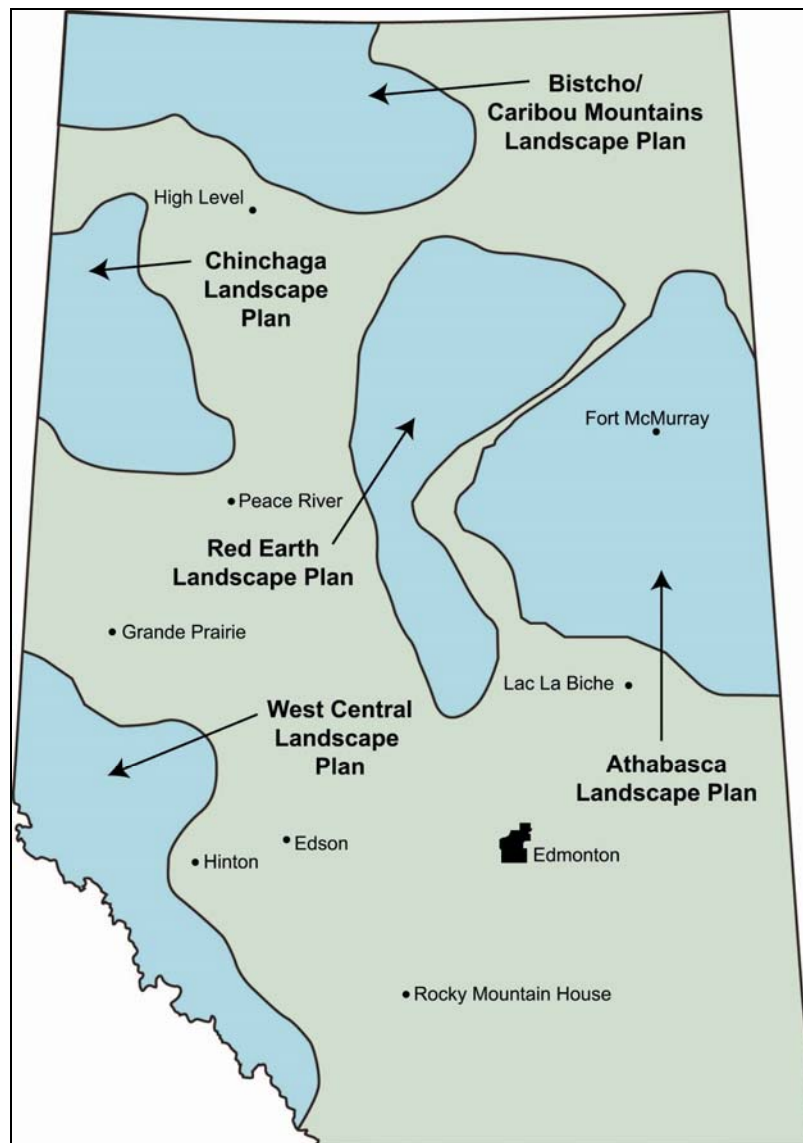 Bistcho/
Caribou Mountains
Landscape Plan
High Level
Chinchaga
Landscape
Plan
Fort McMurray
Peace River
Red Earth
Landscape Plan
Grande Prairie
Lac La Biche
West Central
Landscape
Plan
Athabasca
Landscape Plan
Edson
Hinton
Edmonton
Rocky Mountain House